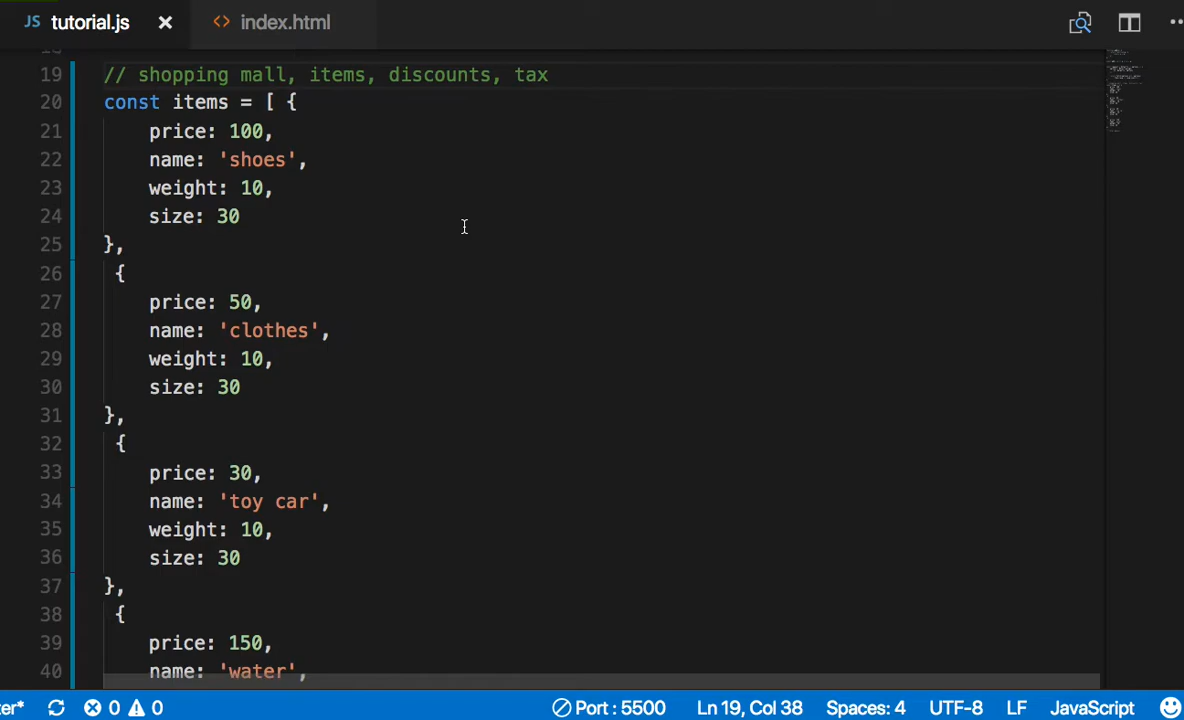 JS tutorial.js × <> index.html
19 // shopping mall, items, discounts, tax
20 const items = [ {
21 price: 100,
22 name: 'shoes',
23 weight: 10,
24 size: 30
25 },
26 {
27 price: 50,
28 name: 'clothes',
29 weight: 10,
30 size: 30
31 },
32 {
33 price: 30,
34 name: 'toy car',
35 weight: 10,
36 size: 30
37 },
38 {
39 price: 150,
40 name: 'water',
ter* 0 0 Port : 5500 Ln 19, Col 38 Spaces: 4 UTF-8 LF JavaScript